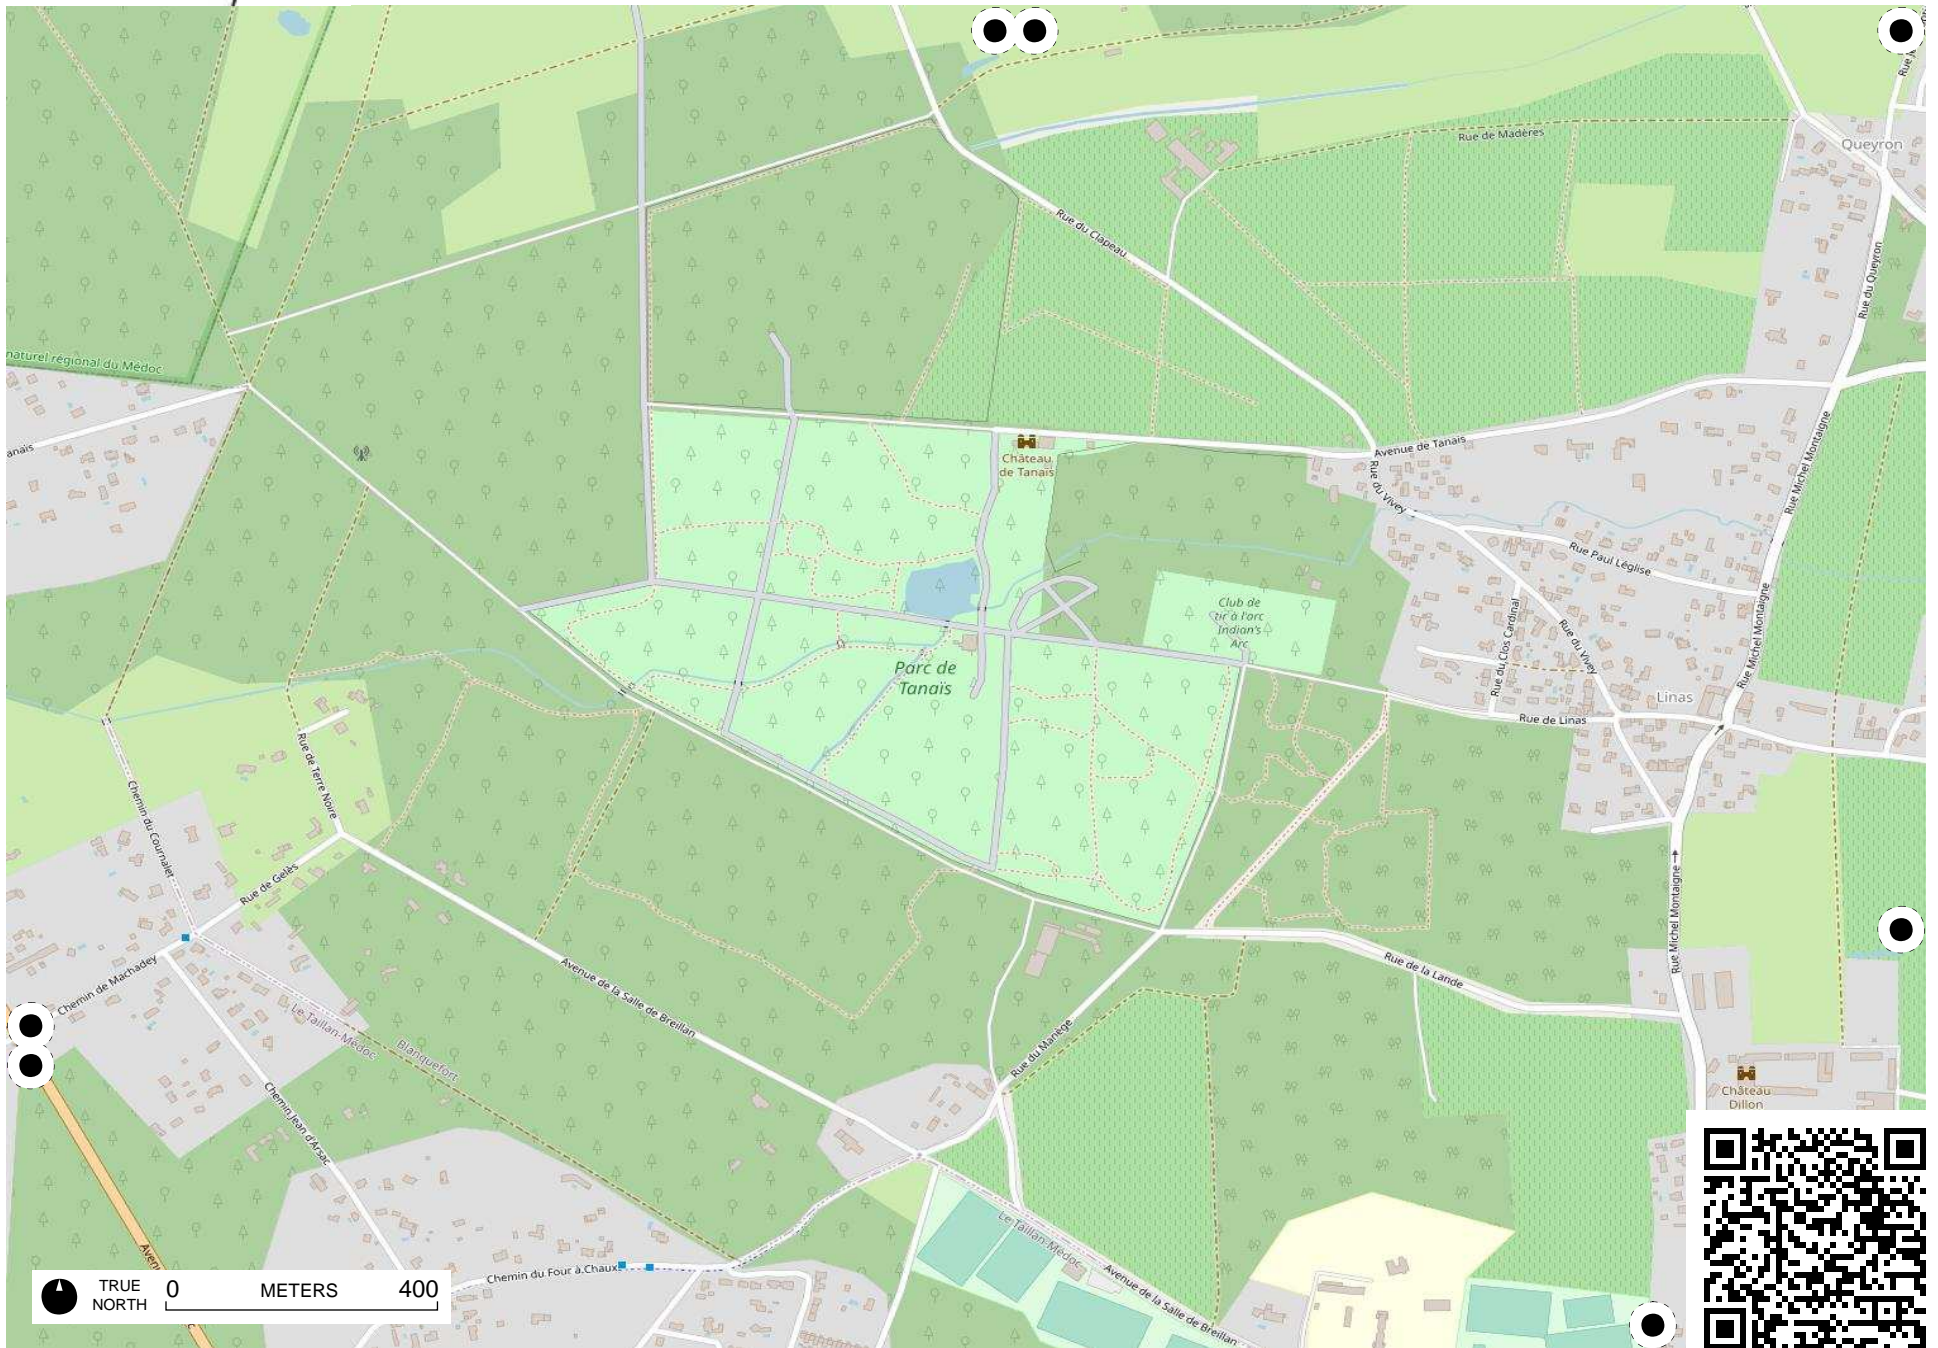 Rue de Madères
Queyron
Rue du Clapeau
Rue du Queyron
naturel régional du Médoc
anaïs
Château
de Tanaïs
Avenue de Tanais
Rue Michel Montaigne
Rue du Vivey
Rue Paul Léglise
Club de
tir à l'arc
Indian's
Arc
Rue du Clos Cardinal
Rue du Vivey
Rue Michel Montaigne
Parc de
Tanaïs
Linas
Rue de Linas
Rue de Terre Noire
Chemin du Cournalet
Rue de Gelès
Rue Michel Montaigne
Chemin de Machadey
Avenue de la Salle de Breillan
Rue de la Lande
Le Taillan-Médoc
Blanquefort
Rue du Manège
Chemin Jean d'Arsac
Château
Dillon
Le Taillan-Médoc
Chemin du Four à Chaux
Avenue de la Salle de Breillan
TRUE
NORTH
0 METERS 400